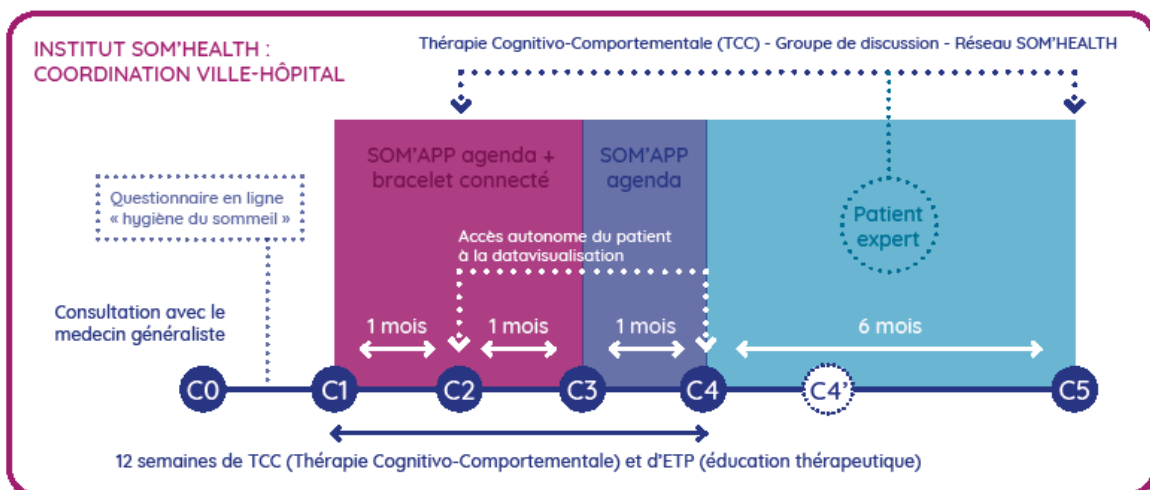 INSTITUT SOM'HEALTH :
COORDINATION VILLE-HÔPITAL
Thérapie Cognitivo-Comportementale (TCC) - Groupe de discussion - Réseau SOM'HEALTH
SOM'APP agenda +
bracelet connecté
SOM'APP
agenda
Questionnaire en ligne
« hygiène du sommeil »
Patient
expert
Accès autonome du patient
à la datavisualisation
Consultation avec le
medecin généraliste
1 mois
1 mois
1 mois
6 mois
C0
C1
C2
C3
C4
C4'
C5
12 semaines de TCC (Thérapie Cognitivo-Comportementale) et d'ETP (éducation thérapeutique)